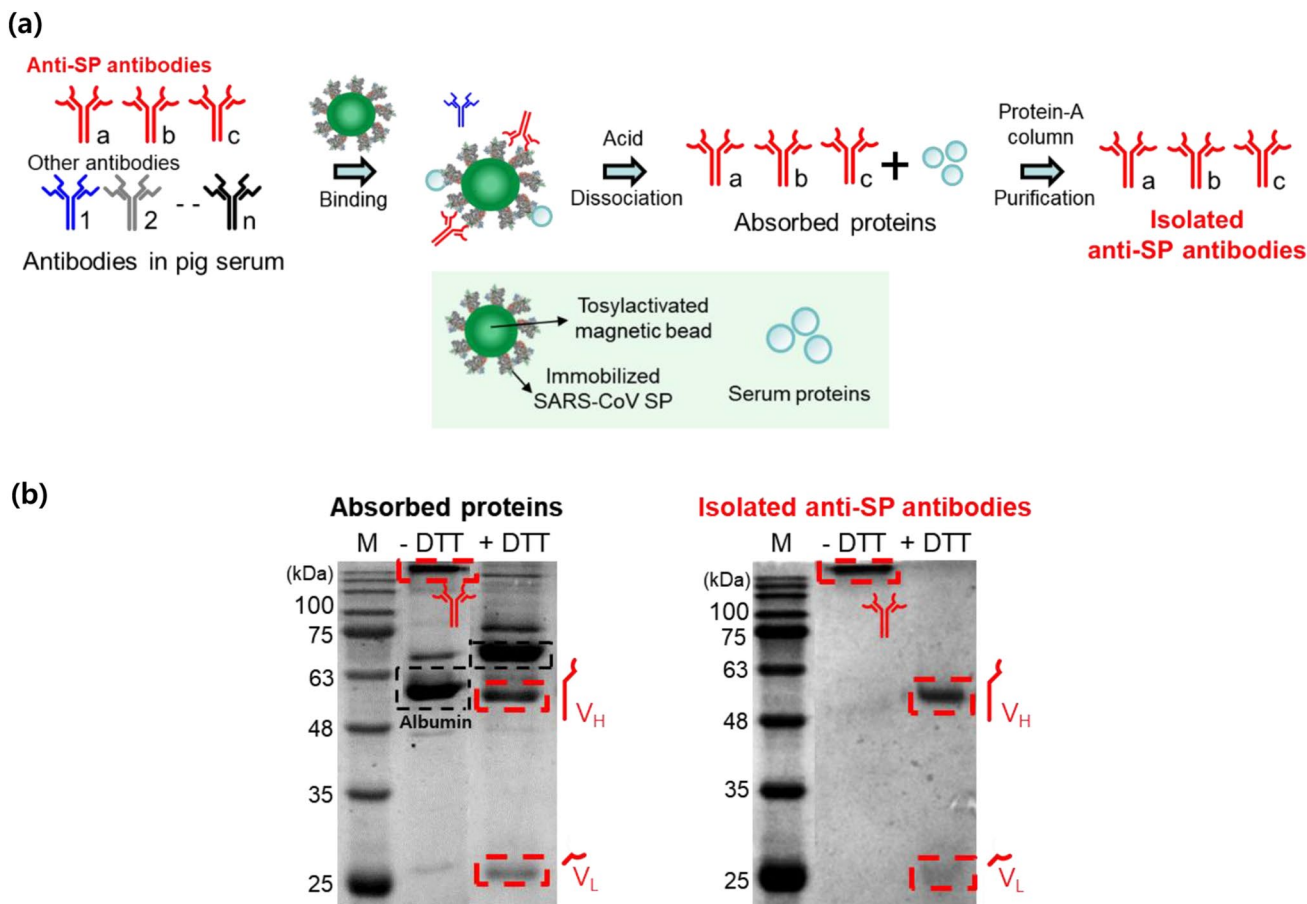 (a)
Anti-SP antibodies
a
b
c
Other antibodies
1
2
- -
n
Antibodies in pig serum
Binding
Acid
Dissociation
a
b
c
+
Absorbed proteins
Protein-A
column
Purification
a
b
c
Isolated
anti-SP antibodies
Tosylactivated
magnetic bead
Immobilized
SARS-CoV SP
Serum proteins
(b)
Absorbed proteins
M
- DTT
+ DTT
(kDa)
100
75
63
48
35
25
Albumin
VH
VL
Isolated anti-SP antibodies
M
- DTT
+ DTT
(kDa)
100
75
63
48
35
25
VH
VL